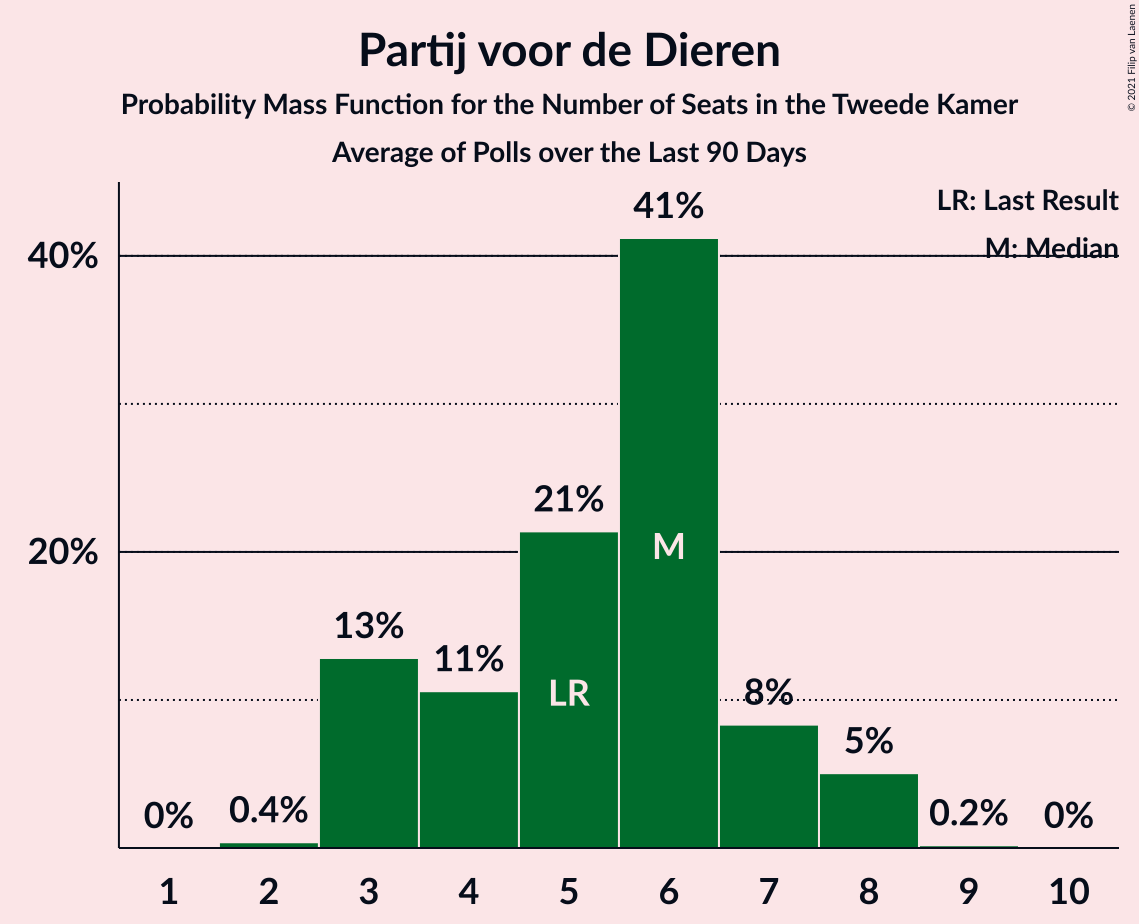 Partij voor de Dieren
Probability Mass Function for the Number of Seats in the Tweede Kamer
Average of Polls over the Last 90 Days
© 2021 Filip van Laenen
LR: Last Result
M: Median
40%
20%
0%
0.4%
13%
11%
21%
41%
8%
5%
0.2%
0%
LR
M
1 2 3 4 5 6 7 8 9 10